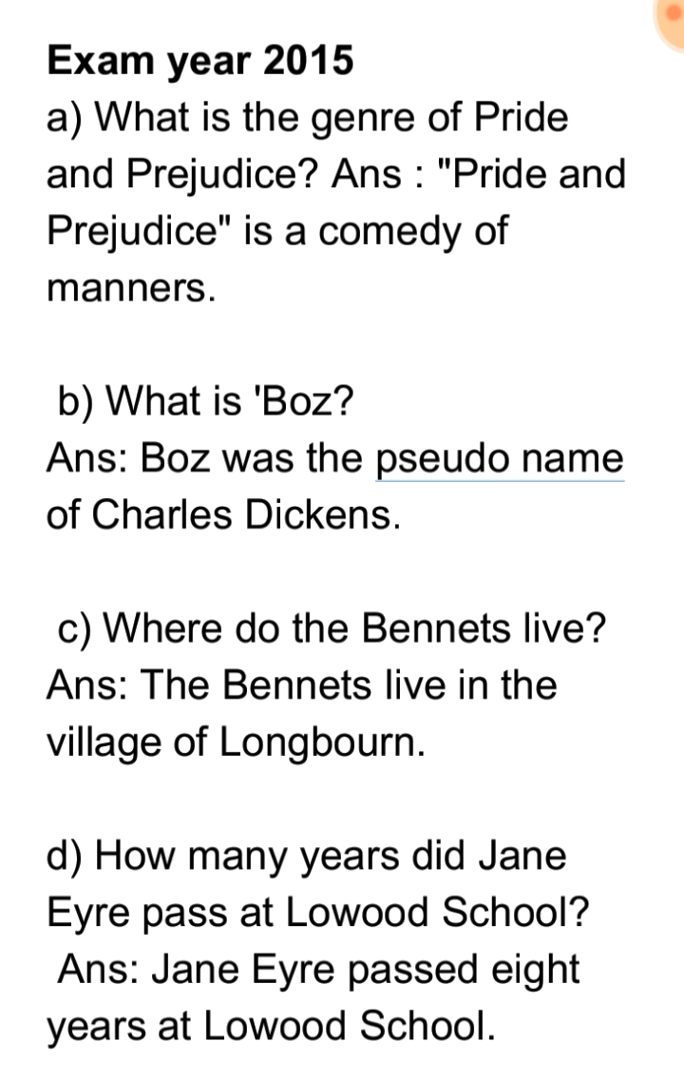 Exam year 2015
a) What is the genre of Pride
and Prejudice? Ans : "Pride and
Prejudice" is a comedy of
manners.
b) What is 'Boz?
Ans: Boz was the pseudo name
of Charles Dickens.
c) Where do the Bennets live?
Ans: The Bennets live in the
village of Longbourn.
d) How many years did Jane
Eyre pass at Lowood School?
Ans: Jane Eyre passed eight
years at Lowood School.